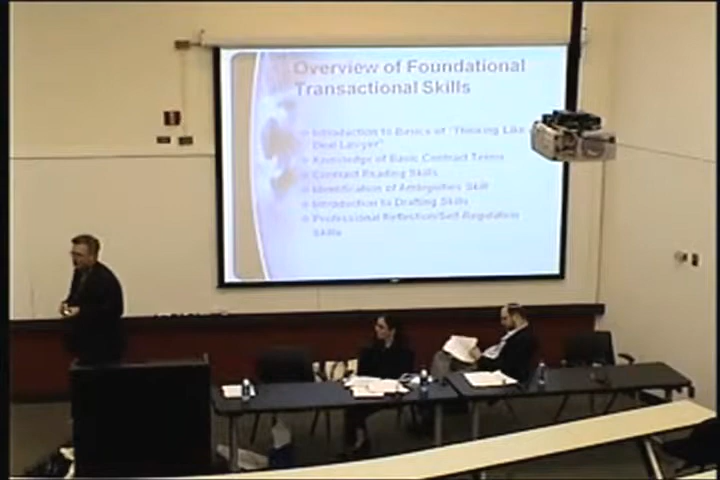 Overview of Foundational
Transactional Skills
Introduction to Basics of "Thinking Like
Deal Lawyer"
Knowledge of Basic Contract Terms
Contract Reading Skills
Identification of Ambiguities Skill
Introduction to Drafting Skills
Professional Reflection/Self-Regulation
Skills